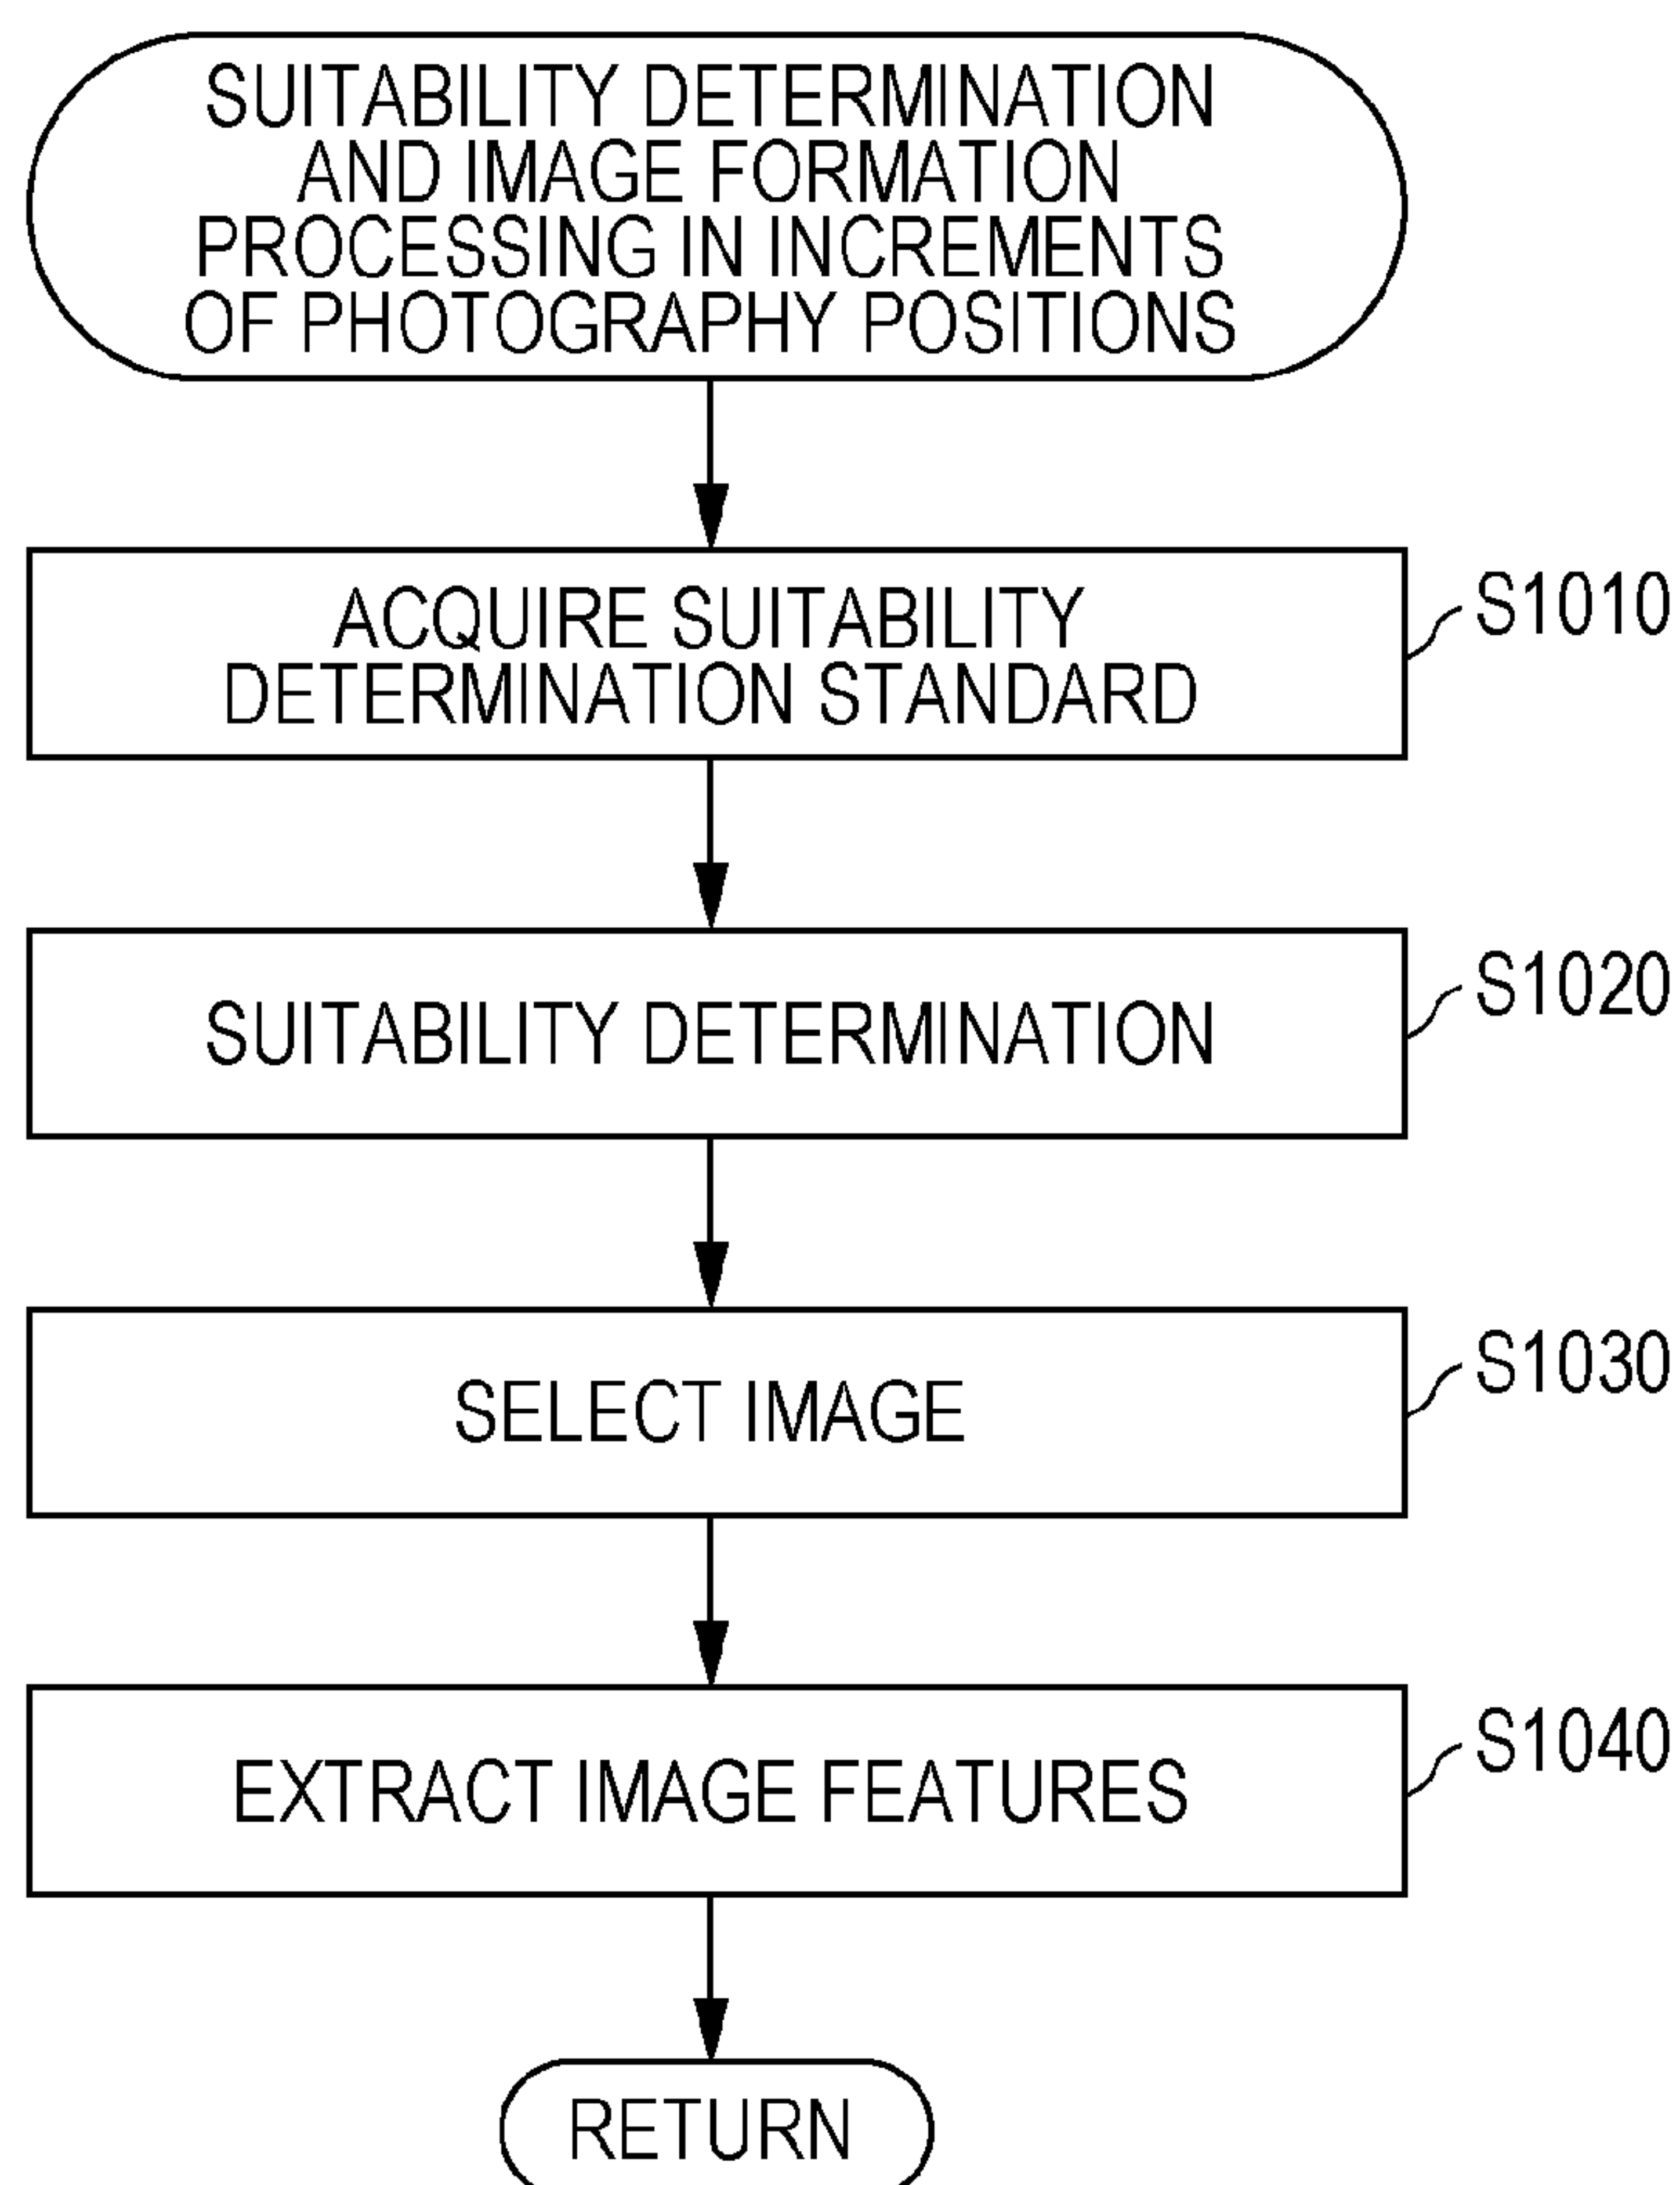 SUITABILITY DETERMINATION
AND IMAGE FORMATION
PROCESSING IN INCREMENTS
OF PHOTOGRAPHY POSITIONS
ACQUIRE SUITABILITY
DETERMINATION STANDARD
S1010
SUITABILITY DETERMINATION
S1020
SELECT IMAGE
S1030
EXTRACT IMAGE FEATURES
S1040
RETURN